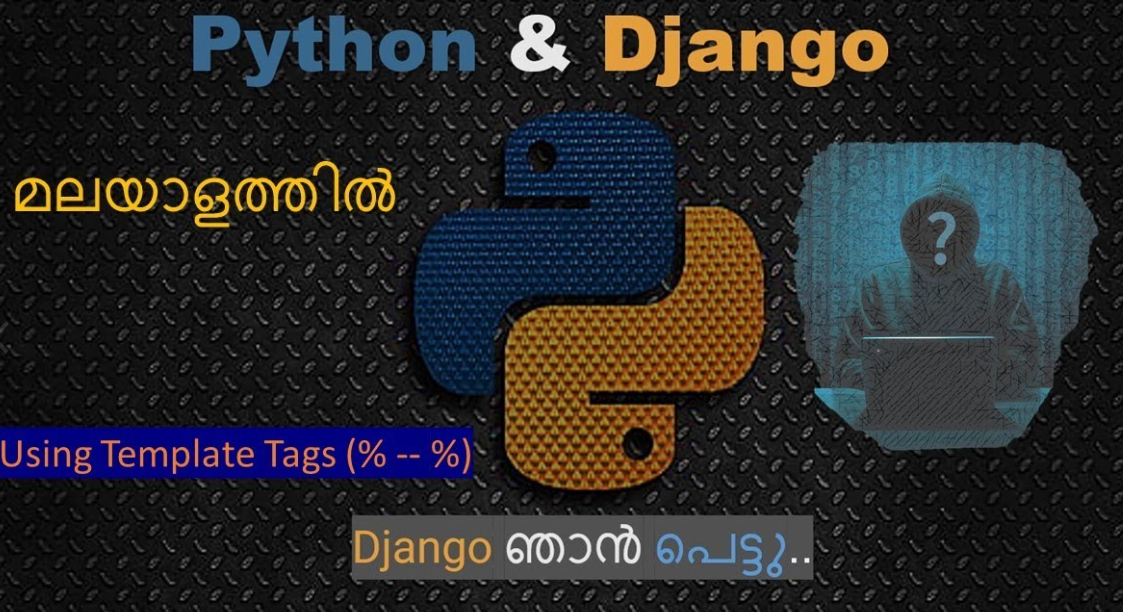 Python & Django
മലയാളത്തിൽ
?
Using Template Tags (% -- %)
Django ഞാൻ പെട്ടു..